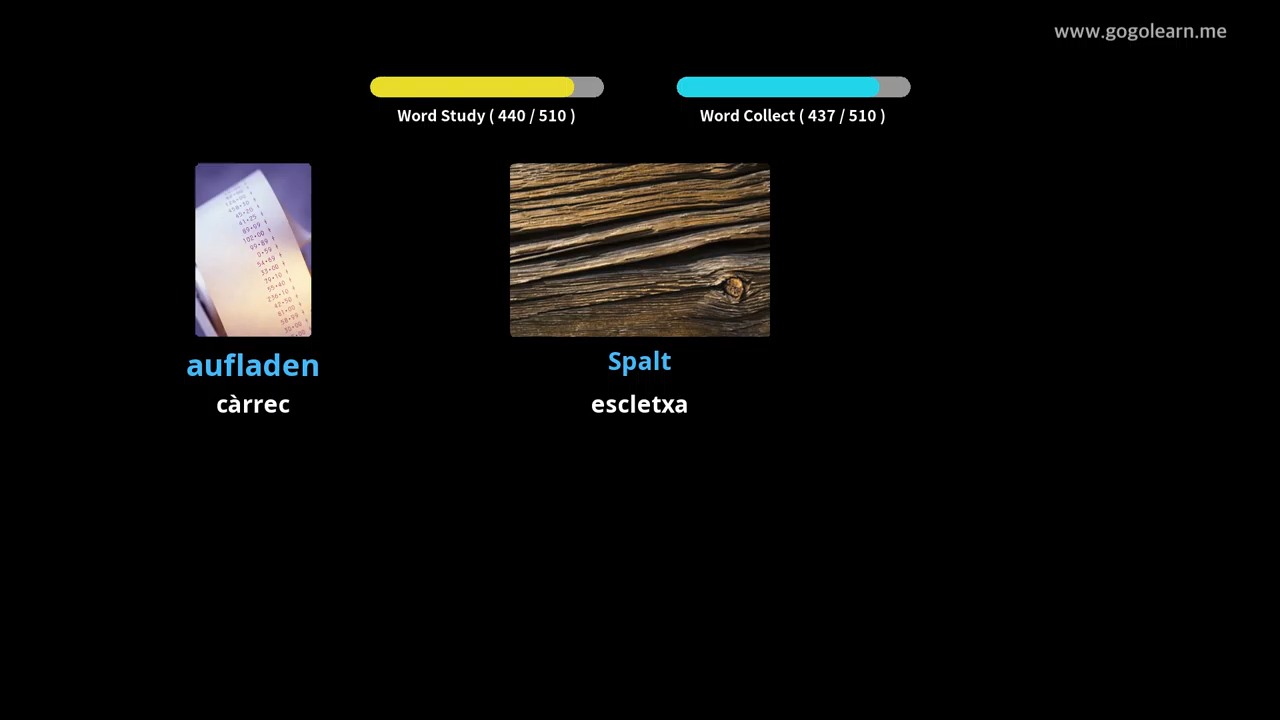 www.gogolearn.me
Word Study ( 440 / 510 )
Word Collect ( 437 / 510 )
aufladen
càrrec
Spalt
escletxa